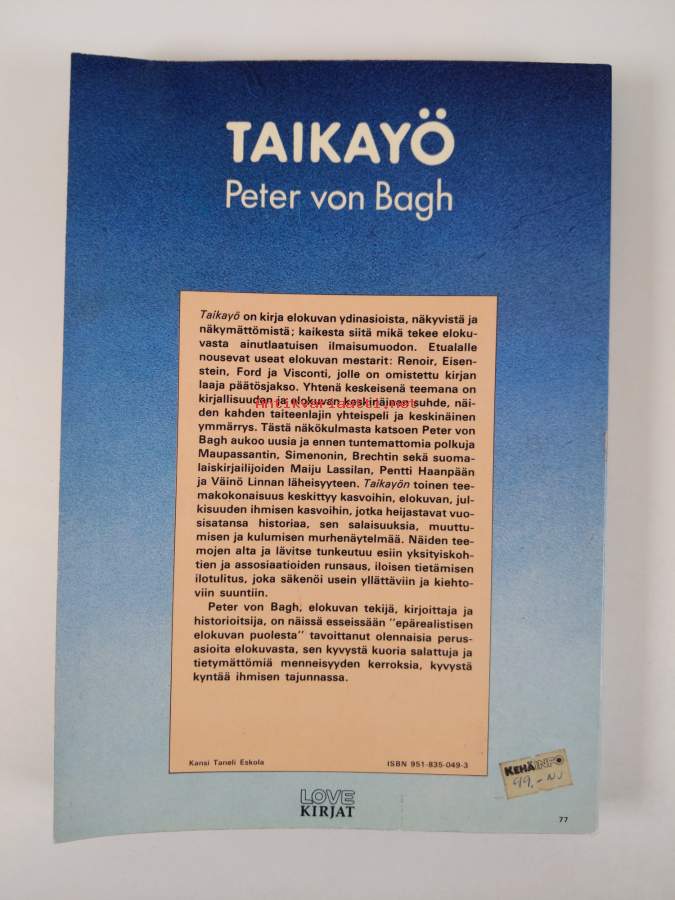 TAIKAYÖ
Peter von Bagh
Taikayö on kirja elokuvan ydinasioista, näkyvistä ja
näkymättömistä; kaikesta siitä mikä tekee eloku-
vasta ainutlaatuisen ilmaisumuodon. Etualalle
nousevat useat elokuvan mestarit: Renoir, Eisen-
stein, Ford ja Visconti, jolle on omistettu kirjan
laaja päätösjakso. Yhtenä keskeisenä teemana on
kirjallisuudan ja elokuvan keskinäinen suhde, näi-
Antikvariaatti.net
den kahden taiteenlajin yhteispeli ja keskinäinen
ymmärrys. Tästä näkökulmasta katsoen Peter von
Bagh aukoo uusia ja ennen tuntemattomia polkuja
Maupassantin, Simenonin, Brechtin sekä suoma-
laiskirjailijoiden Maiju Lassilan, Pentti Haanpään
ja Väinö Linnan läheisyyteen. Taikayön toinen tee-
makokonaisuus keskittyy kasvoihin, elokuvan, jul-
kisuuden ihmisen kasvoihin, jotka heijastavat vuo-
sisatansa historiaa, sen salaisuuksia, muuttu-
misen ja kulumisen murhenäytelmää. Näiden tee-
mojen alta ja lävitse tunkeutuu esiin yksityiskoh-
tien ja assosiaatioiden runsaus, iloisen tietämisen
ilotulitus, joka säkenöi usein yllättäviin ja kiehto-
viin suuntiin.
Peter von Bagh, elokuvan tekijä, kirjoittaja ja
historioitsija, on näissä esseissään "epärealistisen
elokuvan puolesta" tavoittanut olennaisia perus-
asioita elokuvasta, sen kyvystä kuoria salattuja ja
tietymättömiä menneisyyden kerroksia, kyvystä
kyntää ihmisen tajunnassa.
Kansi Taneli Eskola
ISBN 951-835-049-3
KEHÄINFO
99,- NJ
LOVE
KIRJAT
77